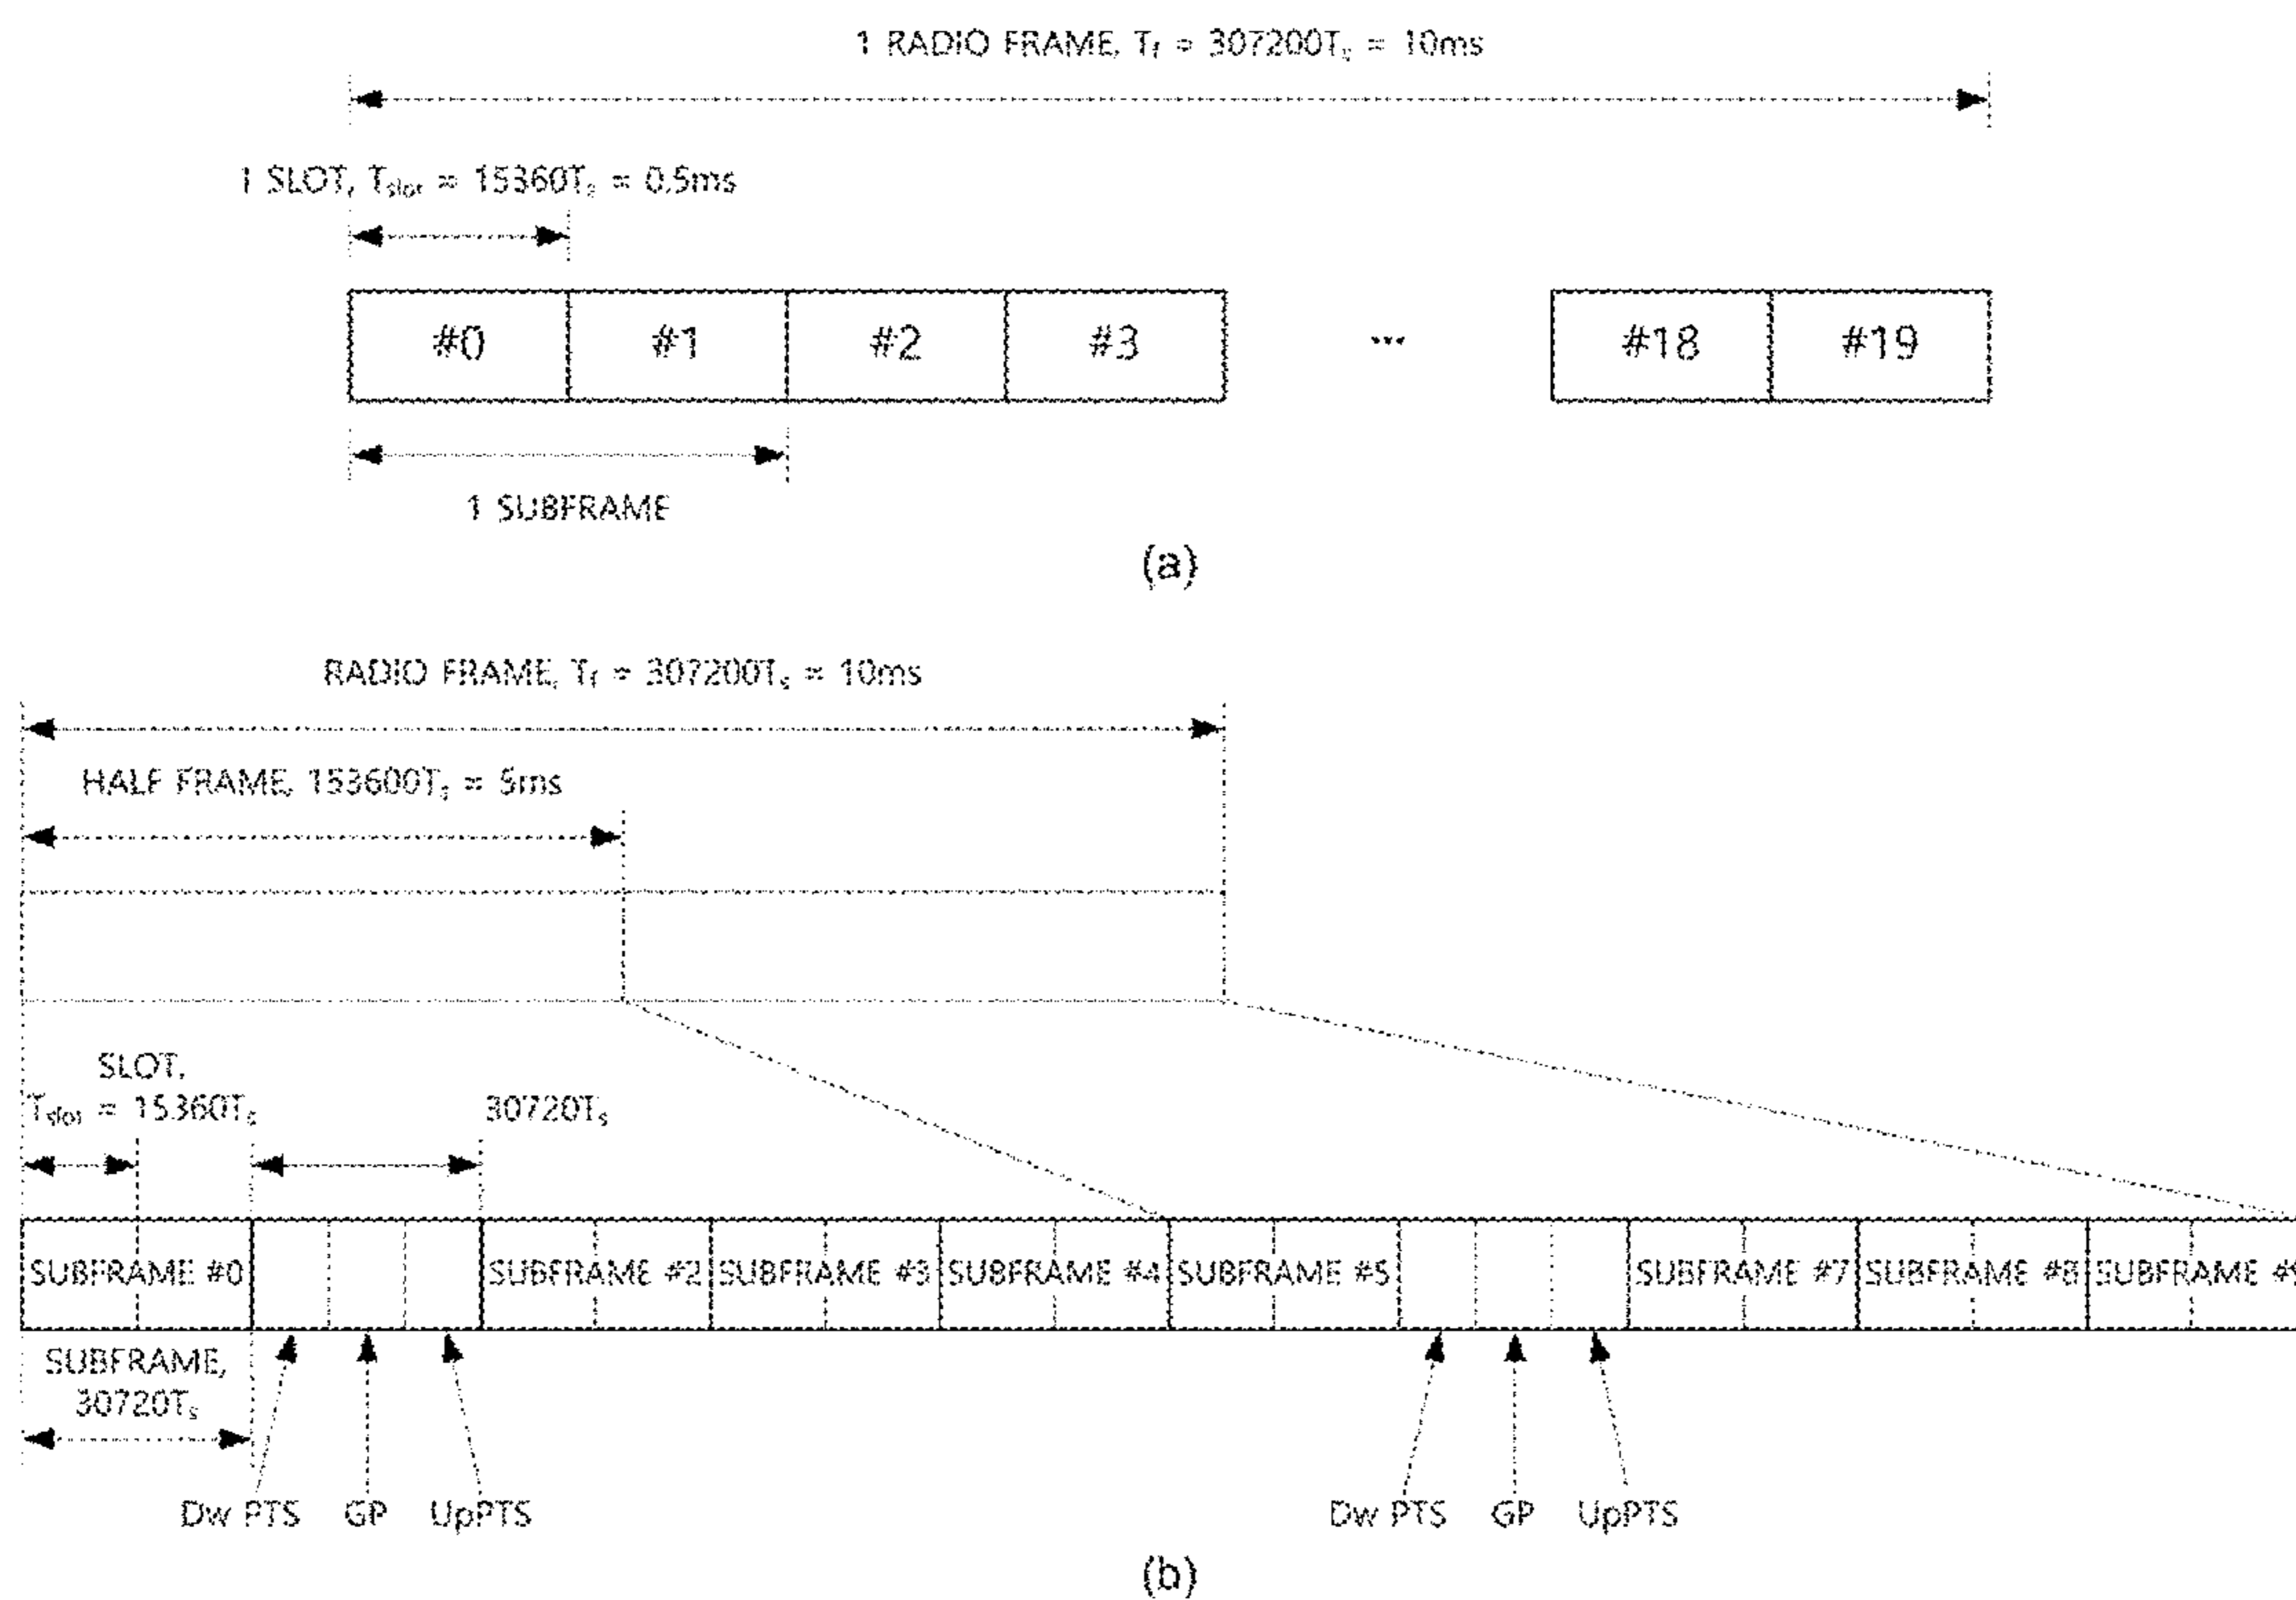 1 RADIO FRAME, Tf = 307200Ts = 10ms
1 SLOT, Tslot = 15360Ts = 0.5ms
#0 #1 #2 #3 ... #18 #19
1 SUBFRAME
(a)
RADIO FRAME, Tf = 307200Ts = 10ms
HALF FRAME, 153600Ts = 5ms
SLOT,
Tslot = 15360Ts
30720Ts
SUBFRAME #0 SUBFRAME #2 SUBFRAME #3 SUBFRAME #4 SUBFRAME #5 SUBFRAME #7 SUBFRAME #8 SUBFRAME #9
SUBFRAME,
30720Ts
Dw PTS GP UpPTS Dw PTS GP UpPTS
(b)